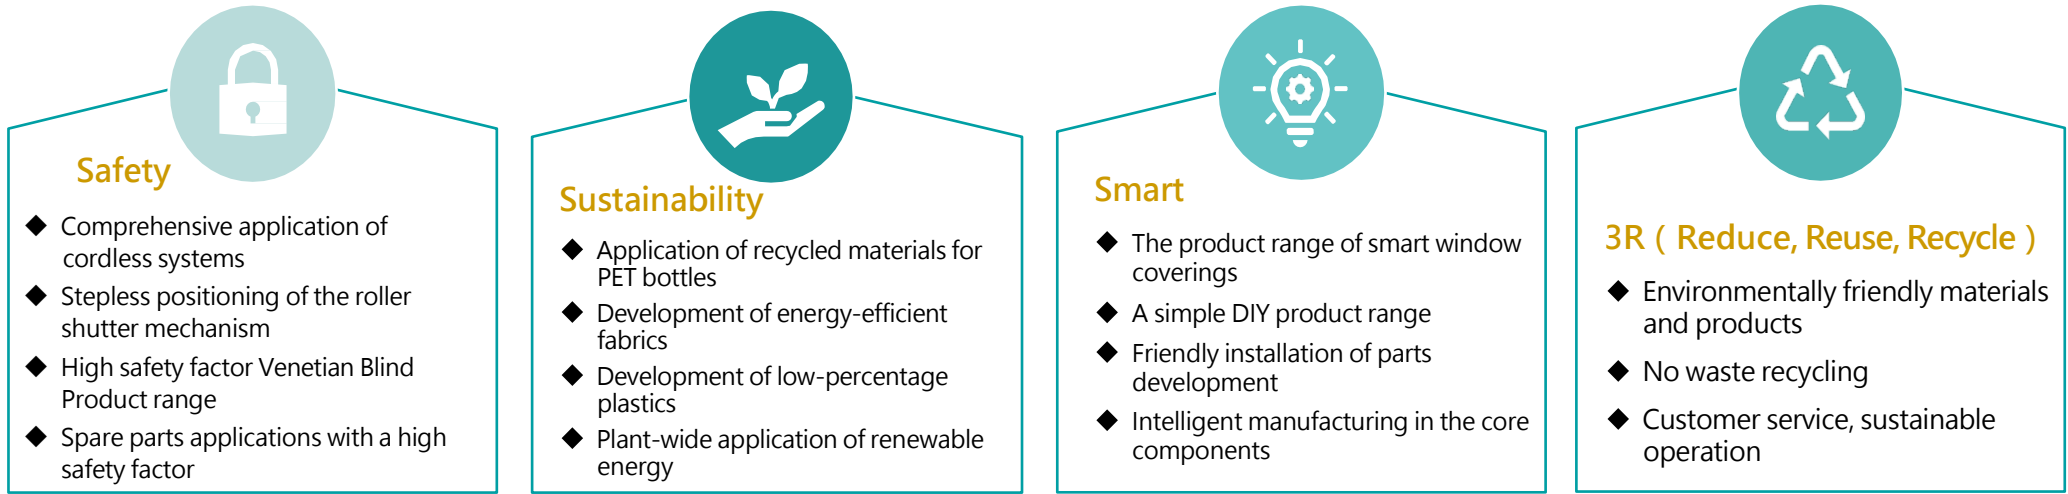 Safety
◆ Comprehensive application of
cordless systems
◆ Stepless positioning of the roller
shutter mechanism
◆ High safety factor Venetian Blind
Product range
◆ Spare parts applications with a high
safety factor
Sustainability
◆ Application of recycled materials for
PET bottles
◆ Development of energy-efficient
fabrics
◆ Development of low-percentage
plastics
◆ Plant-wide application of renewable
energy
Smart
◆ The product range of smart window
coverings
◆ A simple DIY product range
◆ Friendly installation of parts
development
◆ Intelligent manufacturing in the core
components
3R ( Reduce, Reuse, Recycle )
◆ Environmentally friendly materials
and products
◆ No waste recycling
◆ Customer service, sustainable
operation